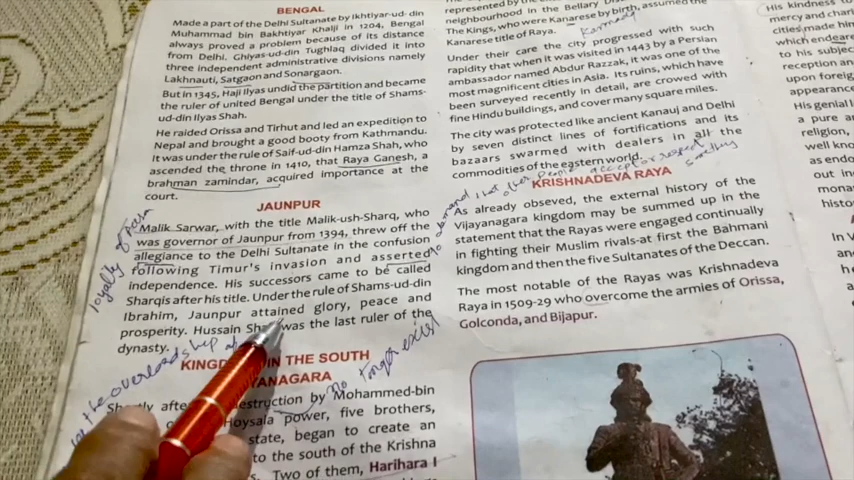 BENGAL
Made a part of the Delhi Sultanate by Ikhtiyar-ud-din
Muhammad bin Bakhtiyar Khalji in 1204, Bengal
always proved a problem because of its distance
from Delhi. Ghiyas-ud-din Tughlaq divided it into
three independent administrative divisions namely
Lakhnauti, Satgaon and Sonargaon.
But in 1345, Haji Ilyas undid the partition and became
the ruler of united Bengal under the title of Shams-
ud-din Ilyas Shah.
He raided Orissa and Tirhut and led an expedition to
Nepal and brought a good booty from Kathmandu.
It was under the rule of Saif-ud-din Hamza Shah, who
ascended the throne in 1410, that Raya Ganesh, a
brahman zamindar, acquired importance at the
court.
JAUNPUR
Malik Sarwar, with the title Malik-ush-Sharq, who
was governor of Jaunpur from 1394, threw off the
allegiance to the Delhi Sultanate in the confusion
following Timur's invasion and asserted
independence. His successors came to be called
Sharqis after his title. Under the rule of Shams-ud-din
Ibrahim, Jaunpur attained glory, peace and
prosperity. Hussain was the last ruler of the
dynasty.
IN THE SOUTH
after destruction by Mohammed-bin
Hoysala power, five brothers,
state, began to create an
to the south of the Krishna
Two of them, Harihara I
represented by the
neighbourhood in the Bellary
The Kings, who were Kanarese by birth, assumed the
Kanarese title of Raya.
Under their care the city progressed with such
rapidity that when it was visited in 1443 by a Persian
ambassador named Abdur Razzak, it was one of the
most magnificent cities in Asia. Its ruins, which have
been surveyed recently in detail, are crowed with
fine Hindu buildings, and cover many square miles.
The city was protected like ancient Kanauj and Delhi
by seven distinct lines of fortifications and its
bazaars swarmed with dealers in all the
commodities of the eastern world.
to demand that other people accept or respect something
KRISHNADEVA RAYA
As already obseved, the external history of the
Vijayanagara kingdom may be summed up in the
statement that the Rayas were engaged continually
in fighting their Muslim rivals-at first the Bahmani
kingdom and then the five Sultanates of the Deccan.
The most notable of the Rayas was Krishnadeva
Raya in 1509-29 who overcome the armies of Orissa,
Golconda, and Bijapur.
His kindness to
mercy and
cities made him
which
to his subject
reception an
upon foreig
appearance
His genial
a pure a
religion,
well kno
as endo
out in
mona
histo
loyalty
no longer exist